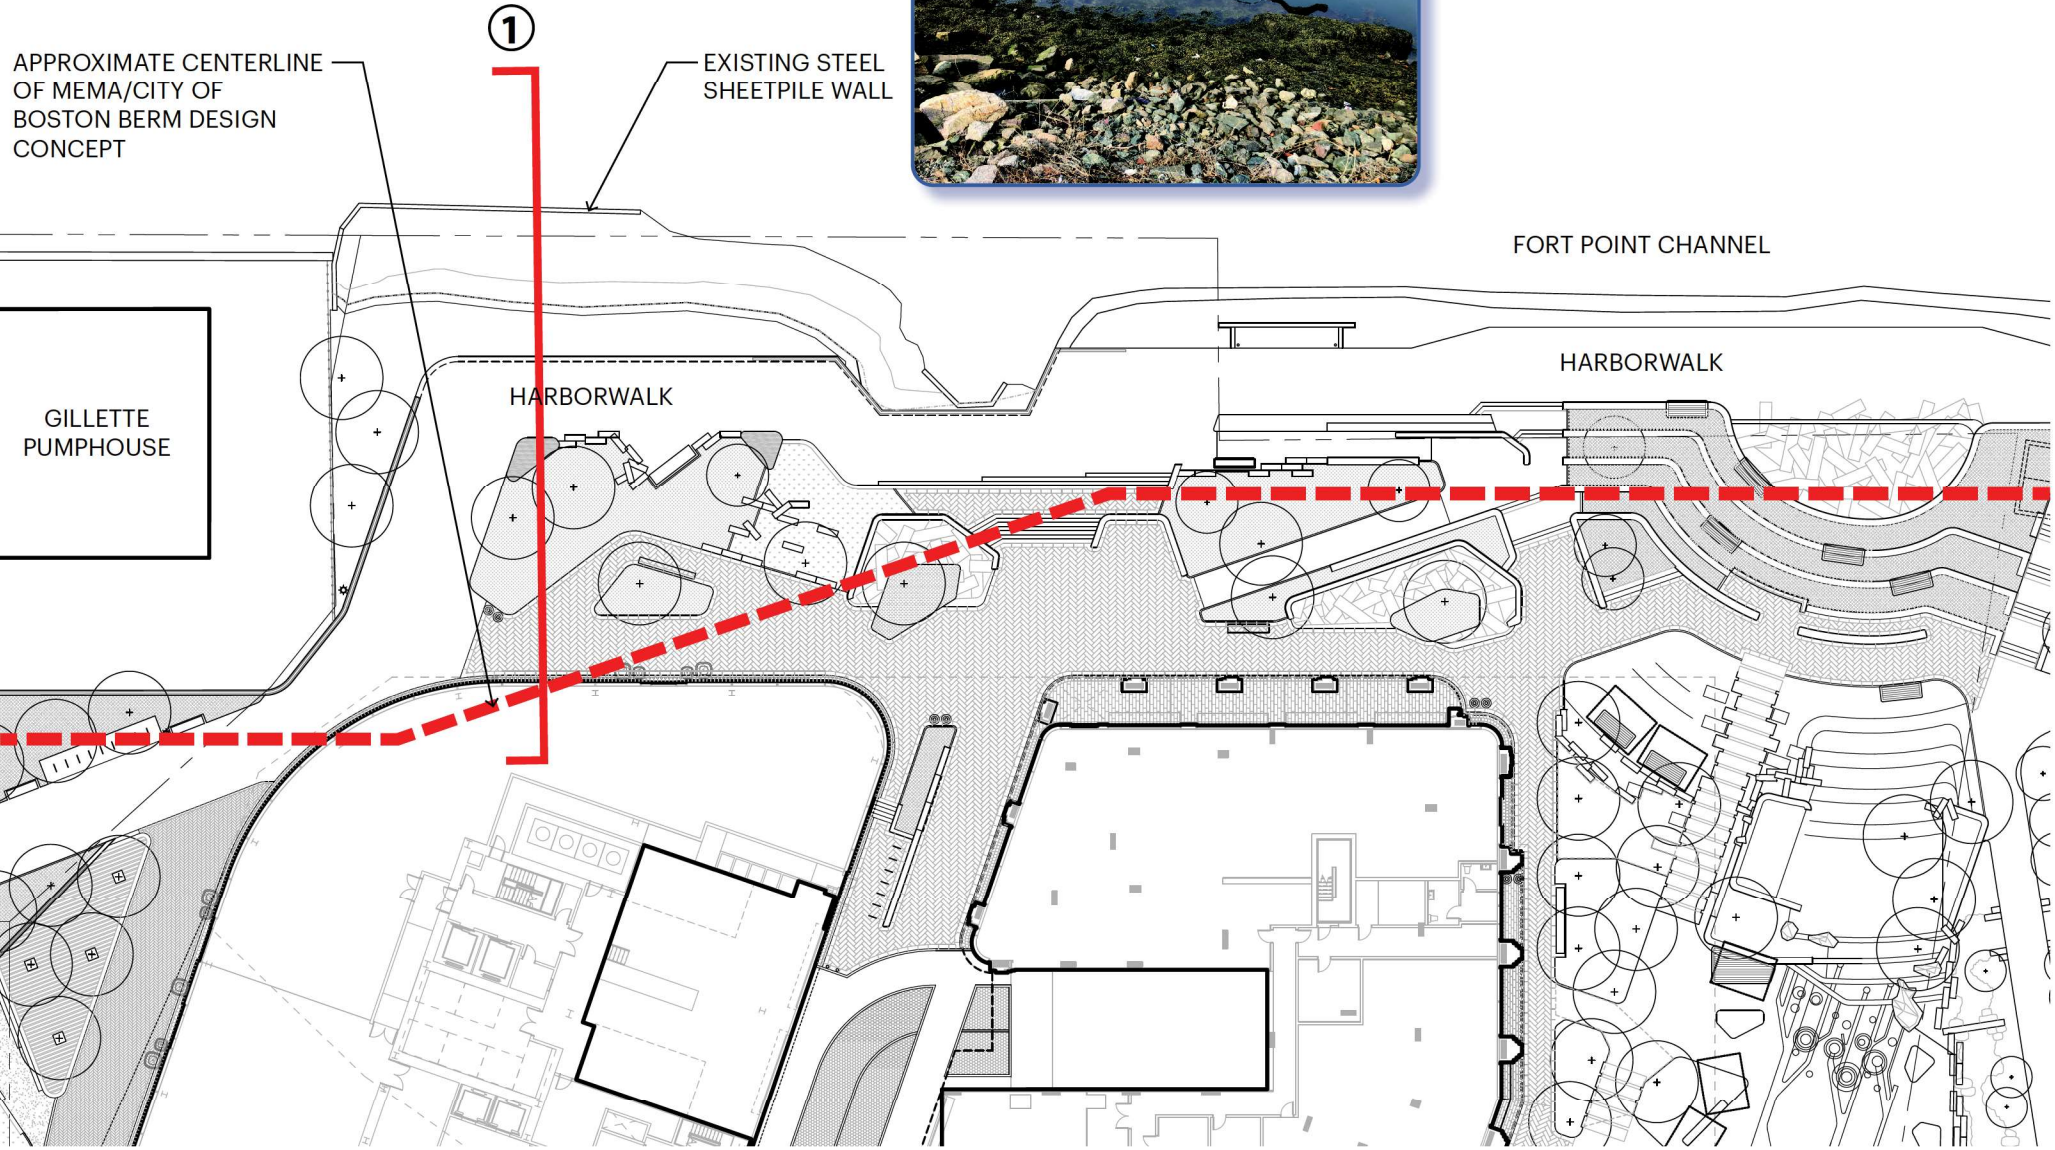 1
APPROXIMATE CENTERLINE
OF MEMA/CITY OF
BOSTON BERM DESIGN
CONCEPT
EXISTING STEEL
SHEETPILE WALL
FORT POINT CHANNEL
HARBORWALK
HARBORWALK
GILLETTE
PUMPHOUSE